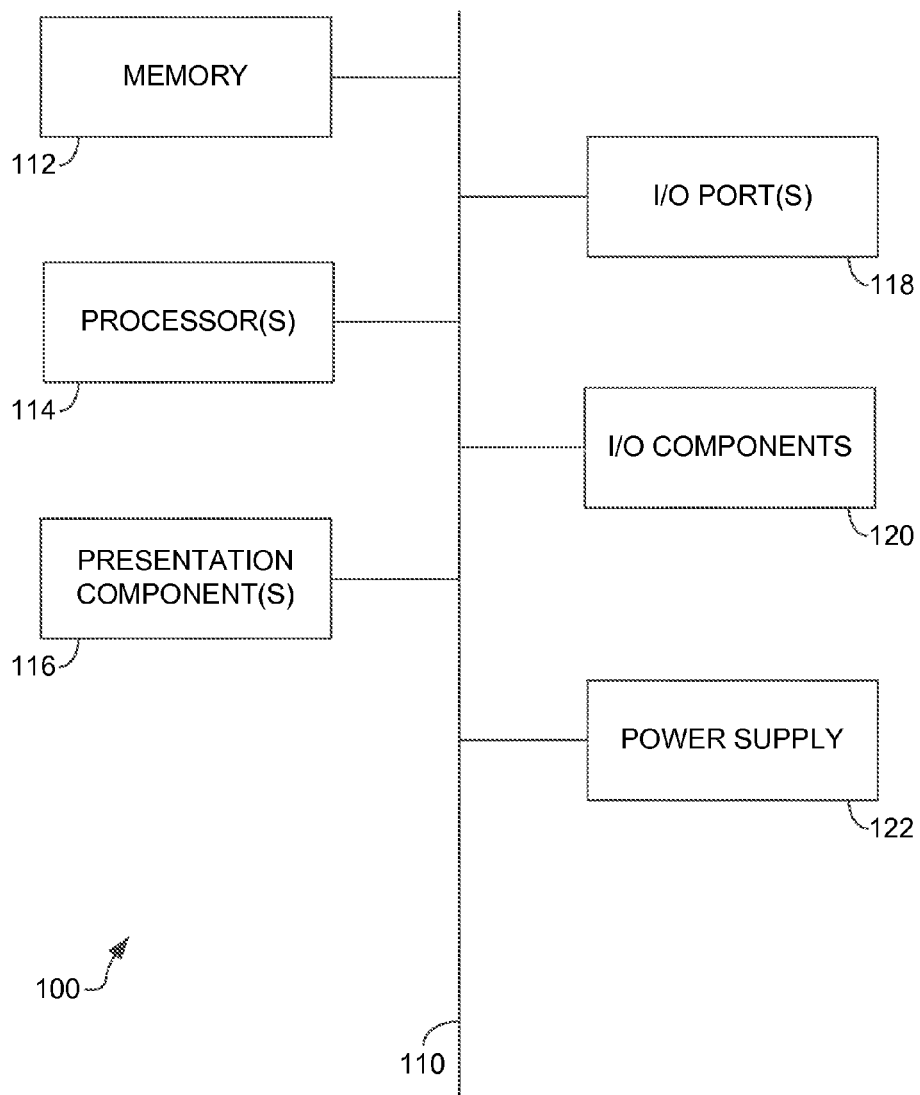 MEMORY
112
I/O PORT(S)
118
PROCESSOR(S)
114
I/O COMPONENTS
120
PRESENTATION
COMPONENT(S)
116
POWER SUPPLY
122
100
110